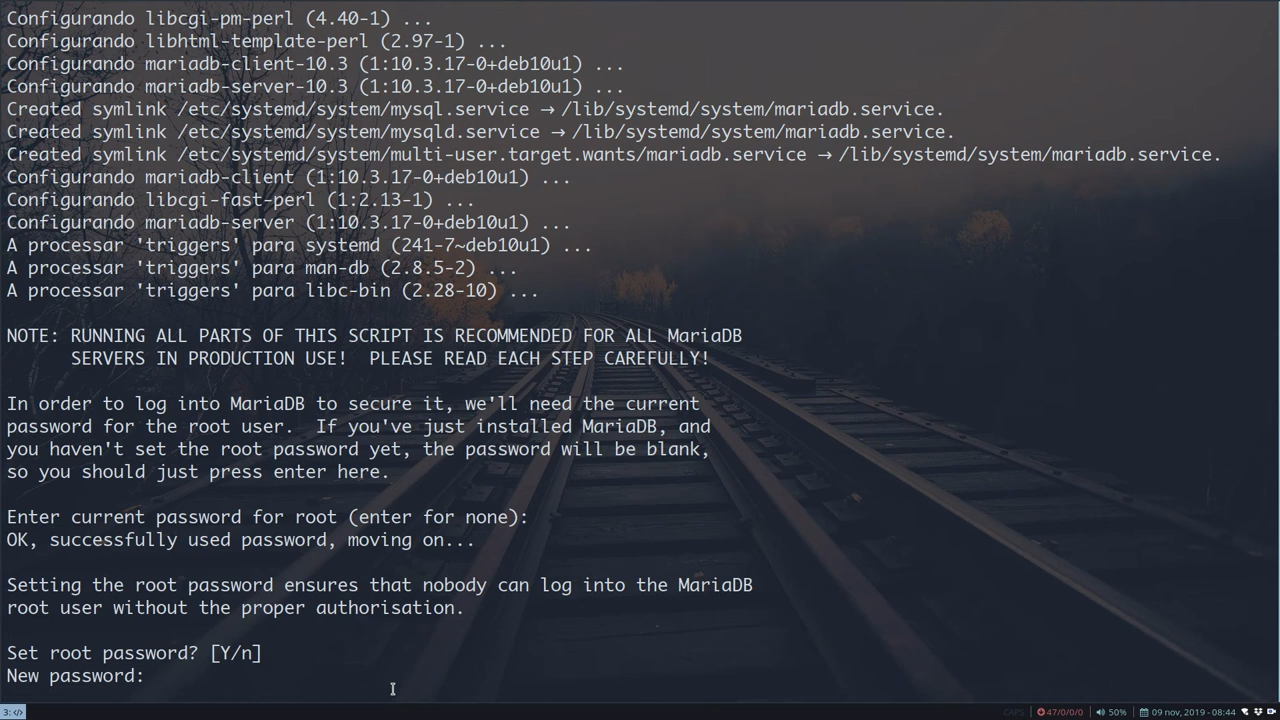 Configurando libcgi-pm-perl (4.40-1) ...
Configurando libhtml-template-perl (2.97-1) ...
Configurando mariadb-client-10.3 (1:10.3.17-0+deb10u1) ...
Configurando mariadb-server-10.3 (1:10.3.17-0+deb10u1) ...
Created symlink /etc/systemd/system/mysql.service → /lib/systemd/system/mariadb.service.
Created symlink /etc/systemd/system/mysqld.service → /lib/systemd/system/mariadb.service.
Created symlink /etc/systemd/system/multi-user.target.wants/mariadb.service → /lib/systemd/system/mariadb.service.
Configurando mariadb-client (1:10.3.17-0+deb10u1) ...
Configurando libcgi-fast-perl (1:2.13-1) ...
Configurando mariadb-server (1:10.3.17-0+deb10u1) ...
A processar 'triggers' para systemd (241-7~deb10u1) ...
A processar 'triggers' para man-db (2.8.5-2) ...
A processar 'triggers' para libc-bin (2.28-10) ...
NOTE: RUNNING ALL PARTS OF THIS SCRIPT IS RECOMMENDED FOR ALL MariaDB
SERVERS IN PRODUCTION USE!  PLEASE READ EACH STEP CAREFULLY!
In order to log into MariaDB to secure it, we'll need the current
password for the root user.  If you've just installed MariaDB, and
you haven't set the root password yet, the password will be blank,
so you should just press enter here.
Enter current password for root (enter for none):
OK, successfully used password, moving on...
Setting the root password ensures that nobody can log into the MariaDB
root user without the proper authorisation.
Set root password? [Y/n]
New password:
3: </> CAPS 47/0/0/0 50% 09 nov, 2019 - 08:44